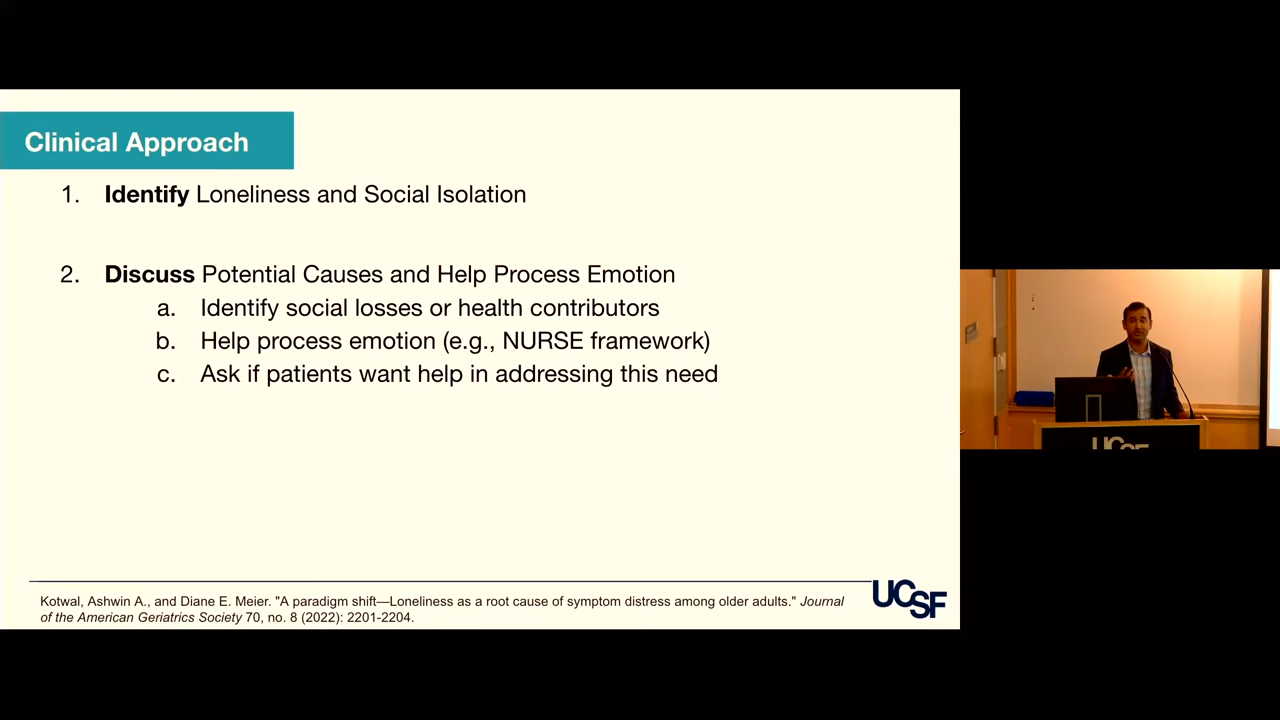 Clinical Approach
1. Identify Loneliness and Social Isolation
2. Discuss Potential Causes and Help Process Emotion
a. Identify social losses or health contributors
b. Help process emotion (e.g., NURSE framework)
c. Ask if patients want help in addressing this need
Kotwal, Ashwin A., and Diane E. Meier. "A paradigm shift—Loneliness as a root cause of symptom distress among older adults." Journal
of the American Geriatrics Society 70, no. 8 (2022): 2201-2204.
UCSF
UCSF